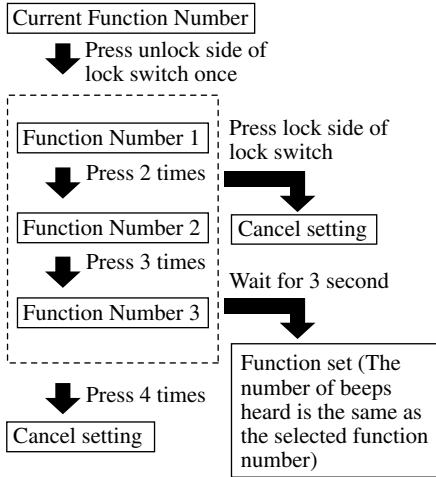 Current Function Number
Press unlock side of
lock switch once
Function Number 1
Press lock side of
lock switch
Press 2 times
Function Number 2
Cancel setting
Press 3 times
Wait for 3 second
Function Number 3
Function set (The
number of beeps
heard is the same as
the selected function
number)
Press 4 times
Cancel setting